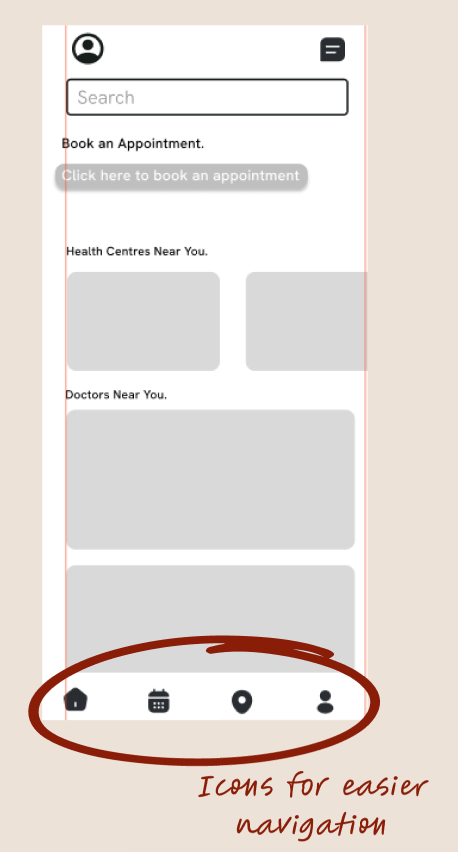 Search
Book an Appointment.
Click here to book an appointment
Health Centres Near You.
Doctors Near You.
Icons for easier
navigation